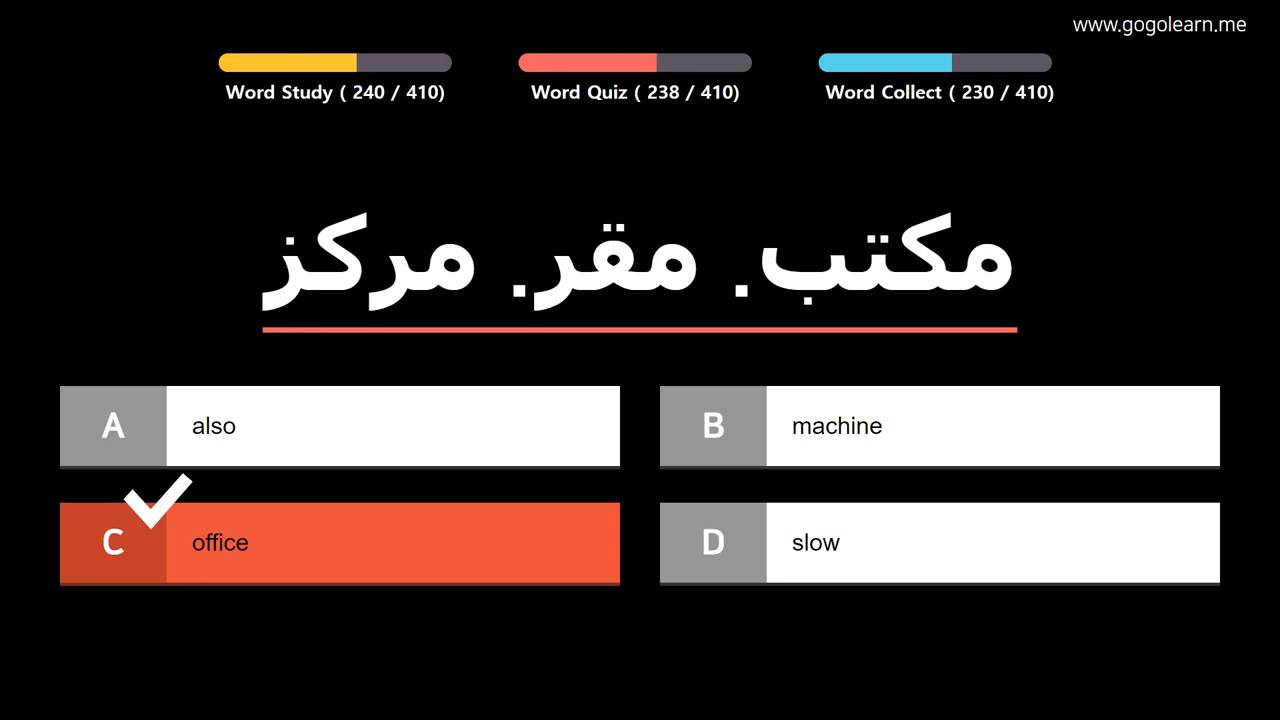 www.gogolearn.me
Word Study ( 240 / 410)
Word Quiz ( 238 / 410)
Word Collect ( 230 / 410)
مكتب. مقر. مركز
A also
B machine
C office
D slow